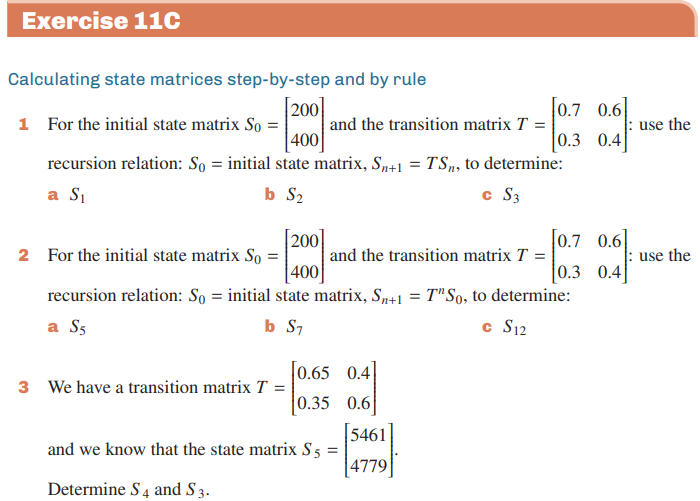 Exercise 11C
Calculating state matrices step-by-step and by rule
1 For the initial state matrix S₀ = [200 400] and the transition matrix T = [0.7 0.6 0.3 0.4]: use the
recursion relation: S₀ = initial state matrix, Sₙ₊₁ = TSₙ, to determine:
a S₁ b S₂ c S₃
2 For the initial state matrix S₀ = [200 400] and the transition matrix T = [0.7 0.6 0.3 0.4]: use the
recursion relation: S₀ = initial state matrix, Sₙ₊₁ = TⁿS₀, to determine:
a S₅ b S₇ c S₁₂
3 We have a transition matrix T = [0.65 0.4 0.35 0.6]
and we know that the state matrix S₅ = [5461 4779].
Determine S₄ and S₃.